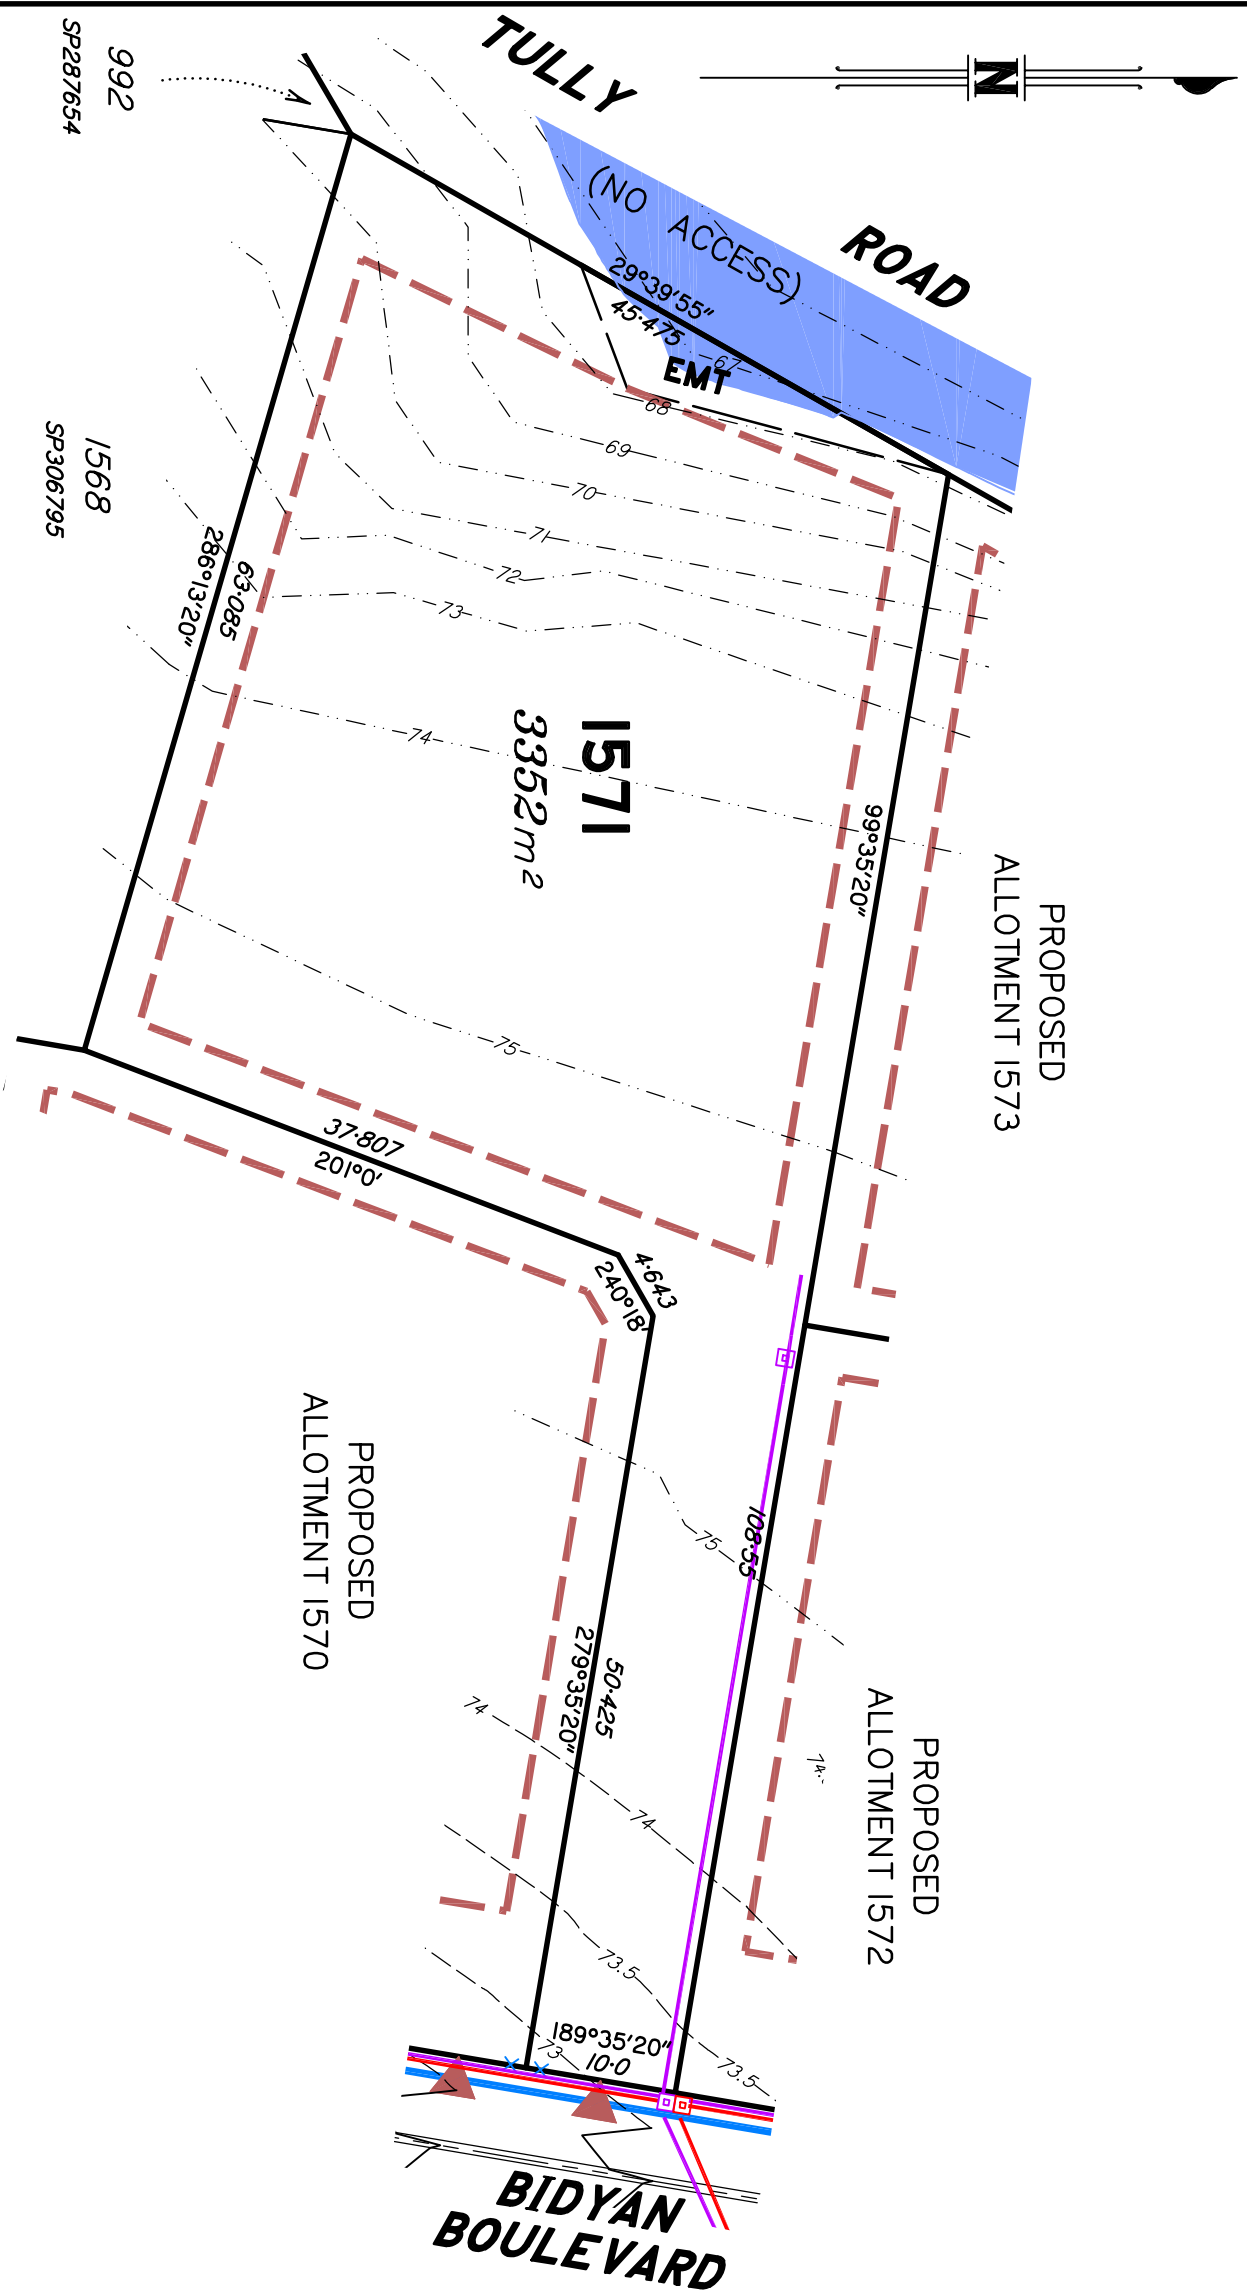 N
TULLY
ROAD
(NO ACCESS)
29°39'55"
45·475
EMT
992
SP287654
1568
SP306795
67
68
69
70
71
72
73
74
75
286°13'20"
63·085
1571
3352m²
99°35'20"
108·55
PROPOSED
ALLOTMENT 1573
37·807
201°0'
4·643
240°18'
PROPOSED
ALLOTMENT 1570
75
279°35'20"
50·425
74
74
74
PROPOSED
ALLOTMENT 1572
73.5
73.5
73
189°35'20"
10·0
BIDYAN
BOULEVARD